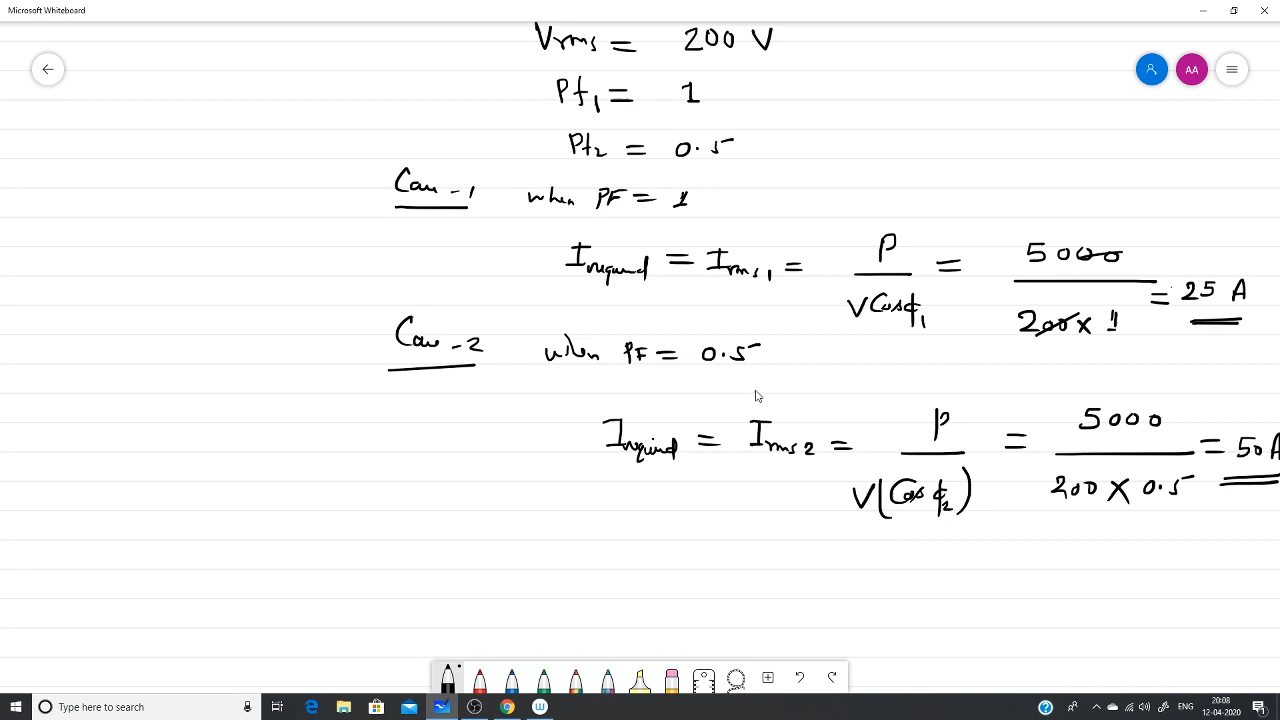 Microsoft Whiteboard
AA
Vrms = 200 V
Pf1 = 1
Pf2 = 0.5
Case-1 when PF = 1
Irequired = Irms1 = P / VCosϕ1 = 5000 / 200 × 1 = 25 A
Case-2 when PF = 0.5
Irequired = Irms2 = P / V(Cosϕ2) = 5000 / 200 × 0.5 = 50 A
Type here to search
ENG
20:08
12-04-2020